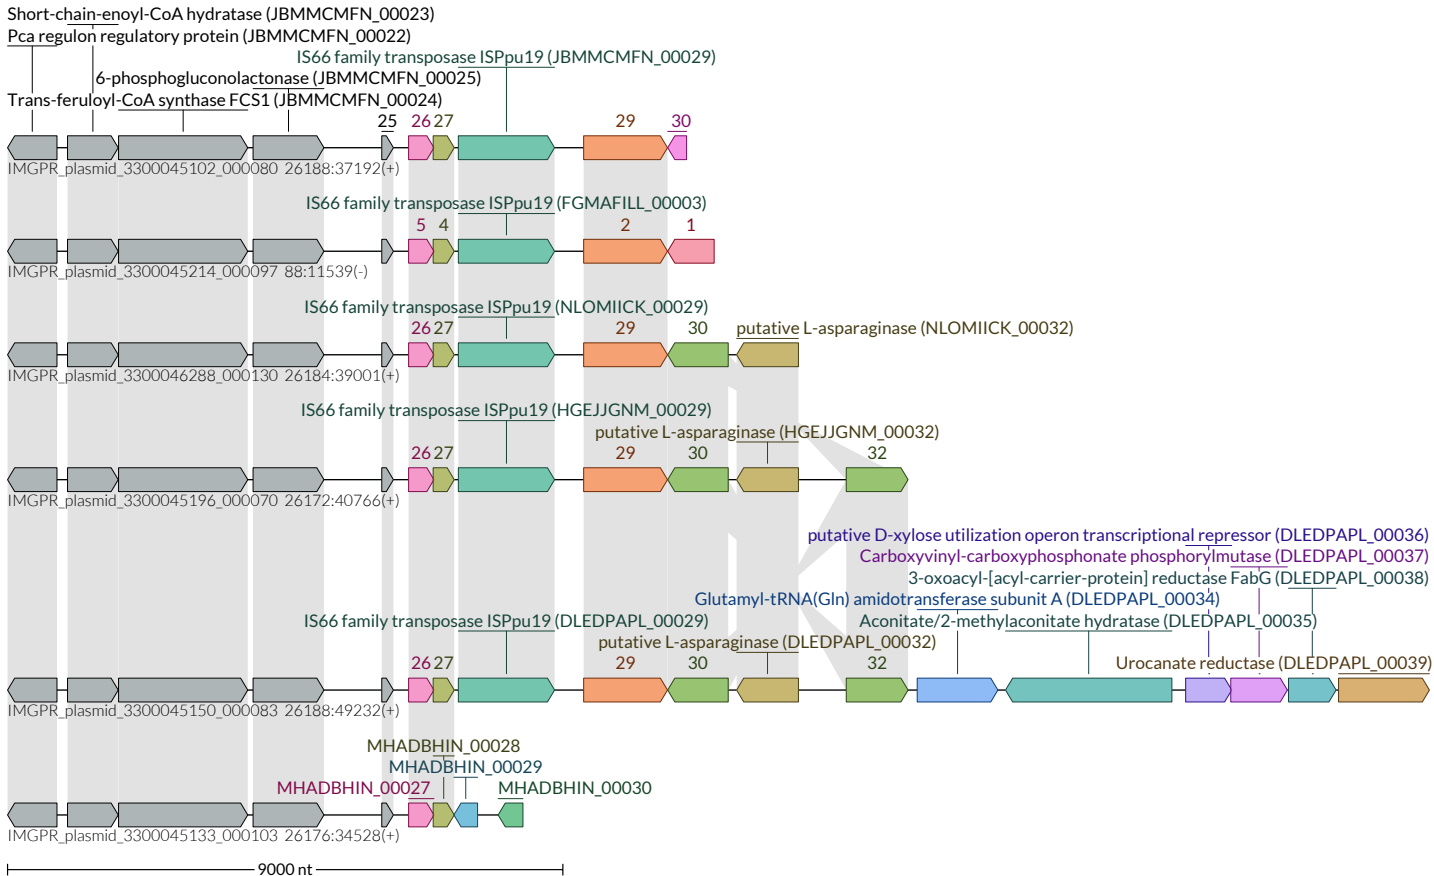 Short-chain-enoyl-CoA hydratase (JBMMCMFN_00023)
Pca regulon regulatory protein (JBMMCMFN_00022)
IS66 family transposase ISPpu19 (JBMMCMFN_00029)
6-phosphogluconolactonase (JBMMCMFN_00025)
Trans-feruloyl-CoA synthase FCS1 (JBMMCMFN_00024)
25 26 27 29 30
IMGPR_plasmid_3300045102_000080 26188:37192(+)
IS66 family transposase ISPpu19 (FGMAFILL_00003)
5 4 2 1
IMGPR_plasmid_3300045214_000097 88:11539(-)
IS66 family transposase ISPpu19 (NLOMIICK_00029)
26 27 29 30 putative L-asparaginase (NLOMIICK_00032)
IMGPR_plasmid_3300046288_000130 26184:39001(+)
IS66 family transposase ISPpu19 (HGEJJGNM_00029)
putative L-asparaginase (HGEJJGNM_00032)
26 27 29 30 32
IMGPR_plasmid_3300045196_000070 26172:40766(+)
putative D-xylose utilization operon transcriptional repressor (DLEDPAPL_00036)
Carboxyvinyl-carboxyphosphonate phosphorylmutase (DLEDPAPL_00037)
3-oxoacyl-[acyl-carrier-protein] reductase FabG (DLEDPAPL_00038)
Glutamyl-tRNA(Gln) amidotransferase subunit A (DLEDPAPL_00034)
IS66 family transposase ISPpu19 (DLEDPAPL_00029) Aconitate/2-methylaconitate hydratase (DLEDPAPL_00035)
putative L-asparaginase (DLEDPAPL_00032)
26 27 29 30 32 Urocanate reductase (DLEDPAPL_00039)
IMGPR_plasmid_3300045150_000083 26188:49232(+)
MHADBHIN_00028
MHADBHIN_00029
MHADBHIN_00027 MHADBHIN_00030
IMGPR_plasmid_3300045133_000103 26176:34528(+)
9000 nt